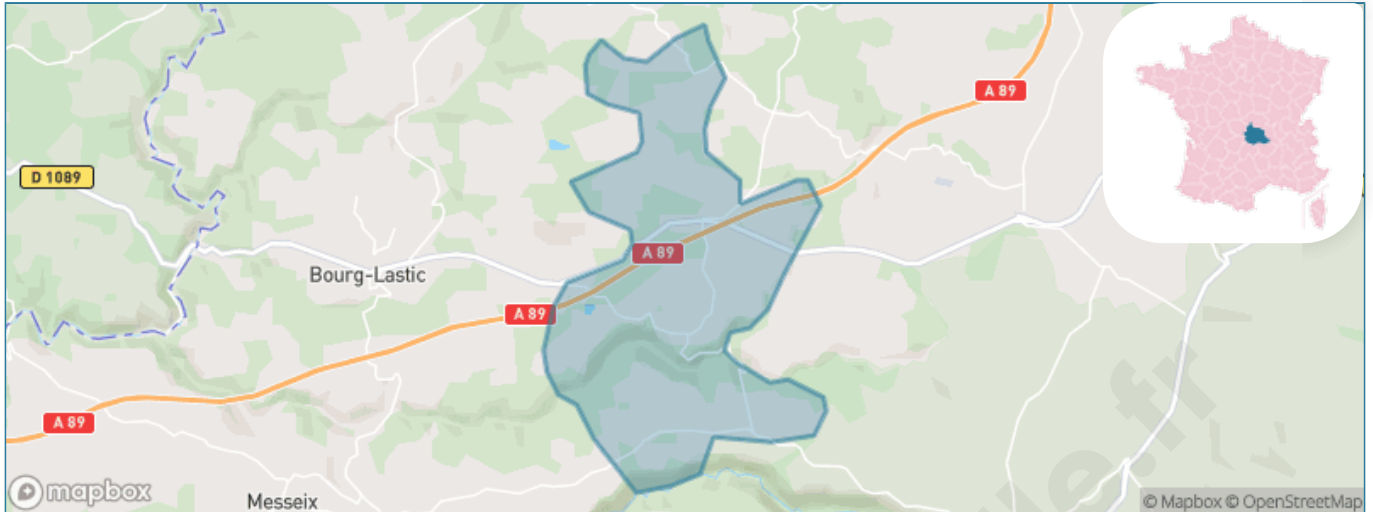 A 89
D 1089
A 89
Bourg-Lastic
A 89
A 89
Messeix
mapbox
© Mapbox © OpenStreetMap